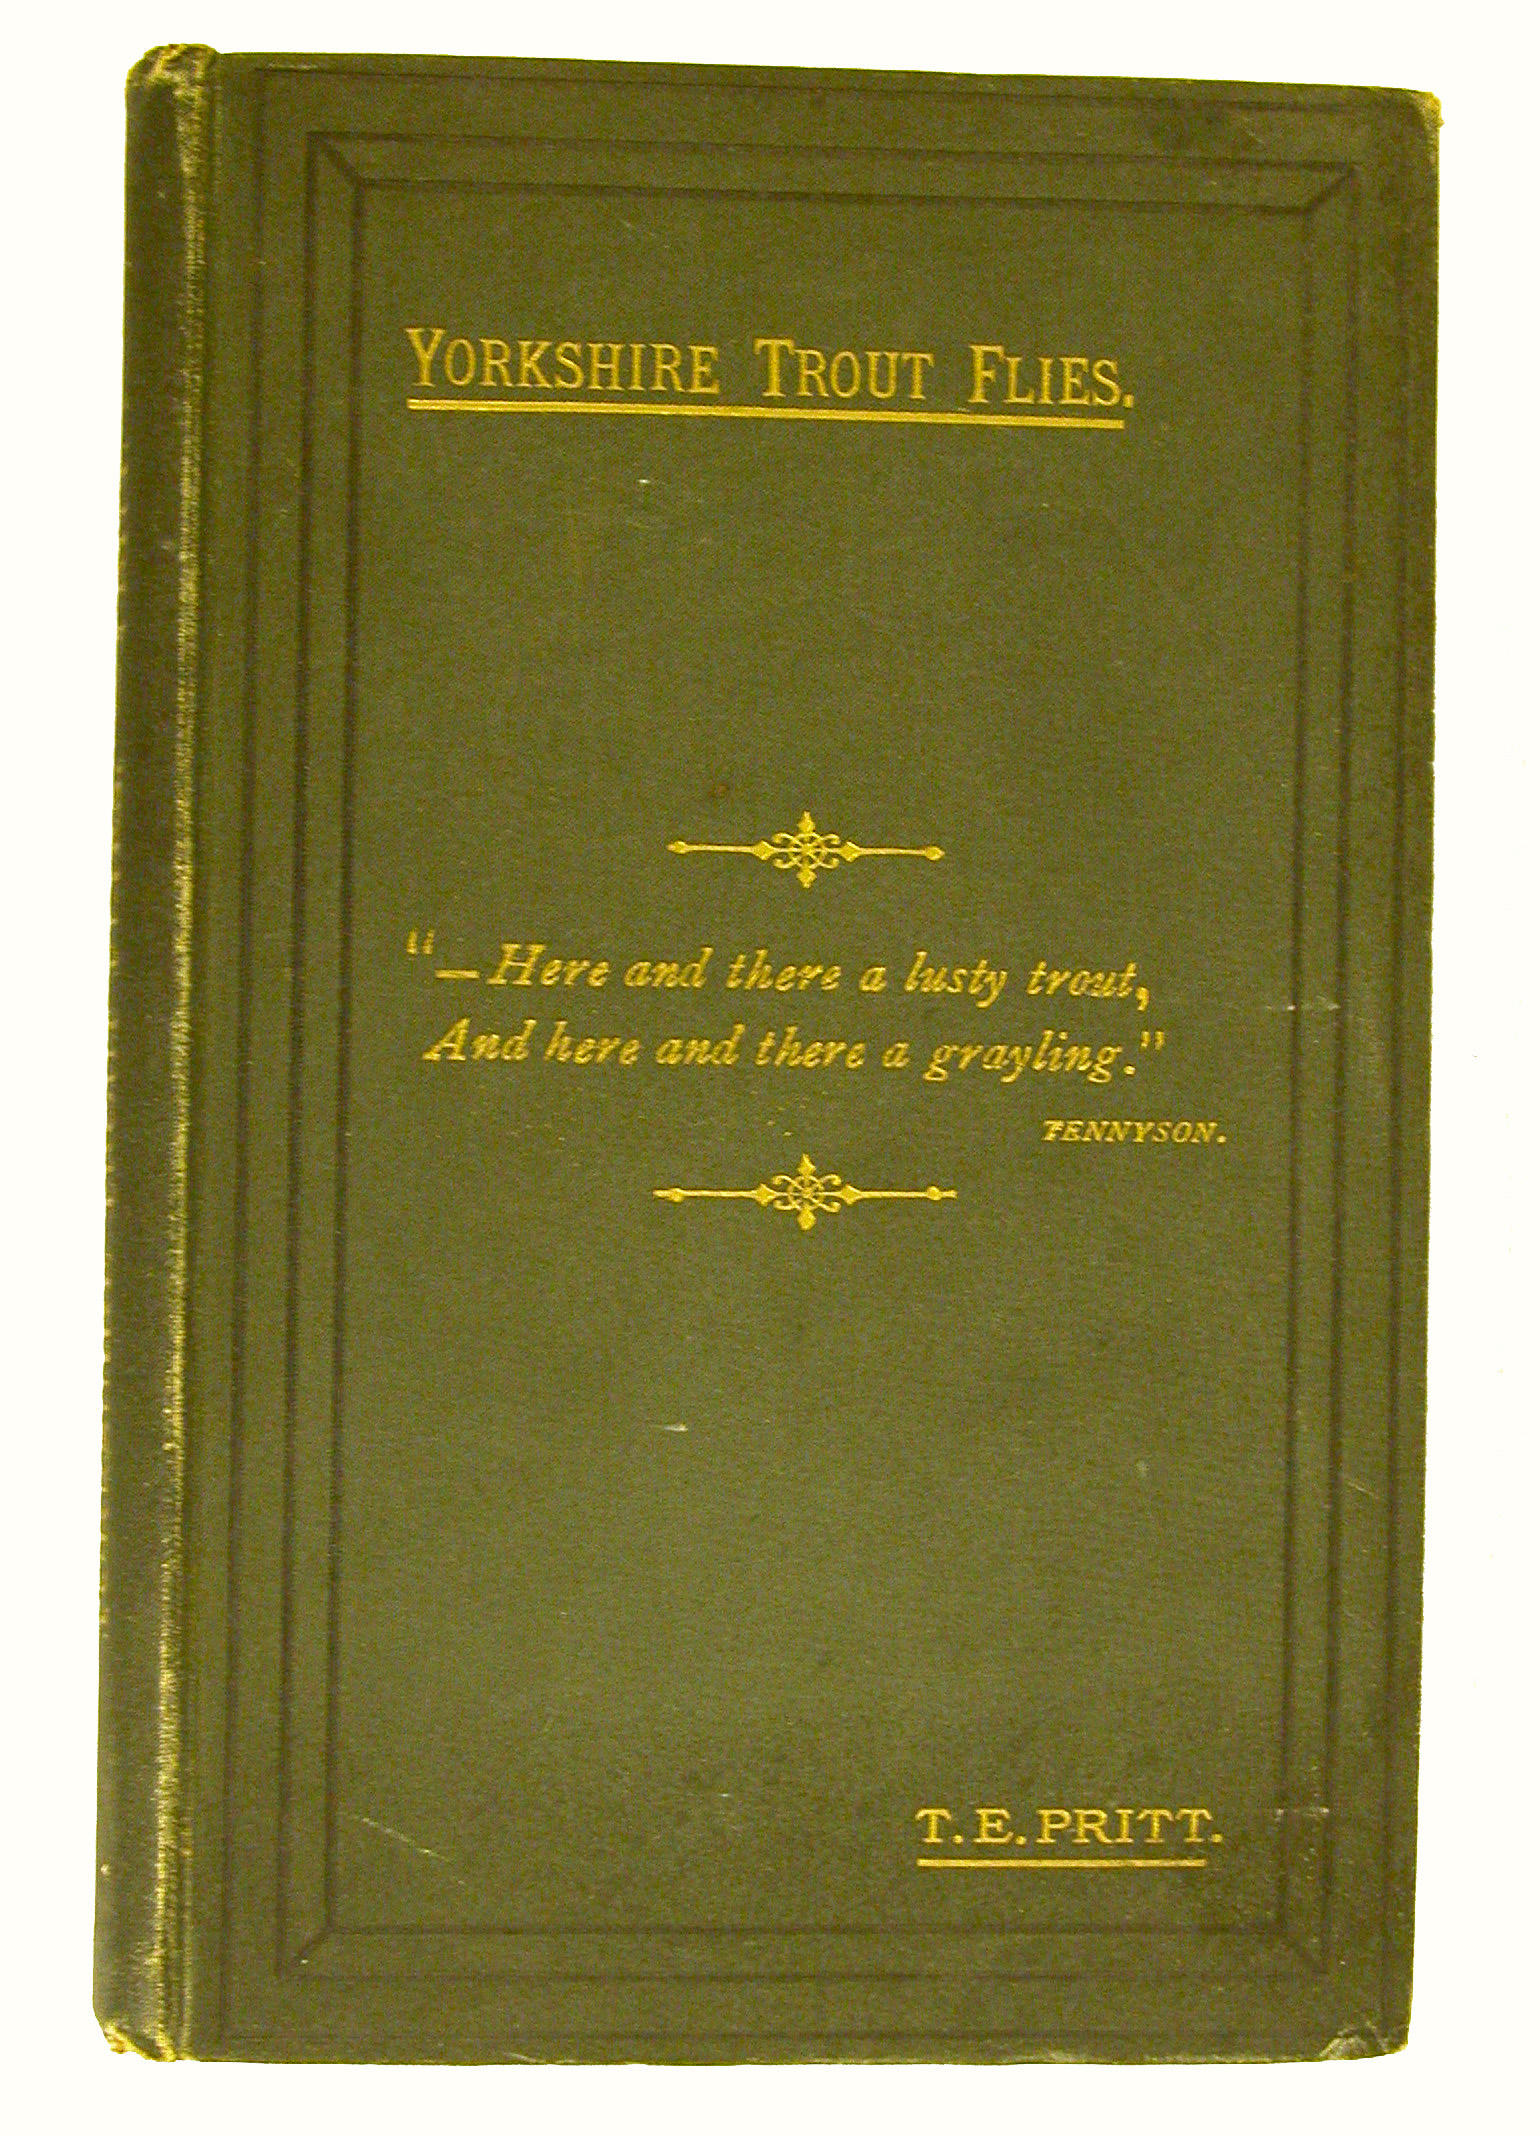 YORKSHIRE TROUT FLIES.
"—Here and there a lusty trout,
And here and there a grayling."
TENNYSON.
T. E. PRITT.